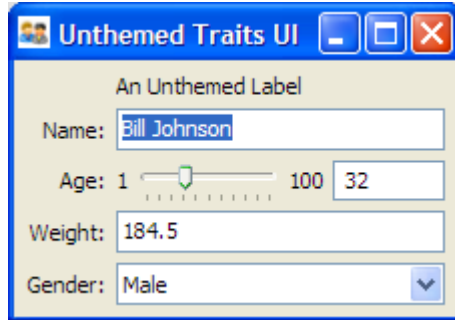 Unthemed Traits UI
An Unthemed Label
Name: Bill Johnson
Age: 1 100 32
Weight: 184.5
Gender: Male